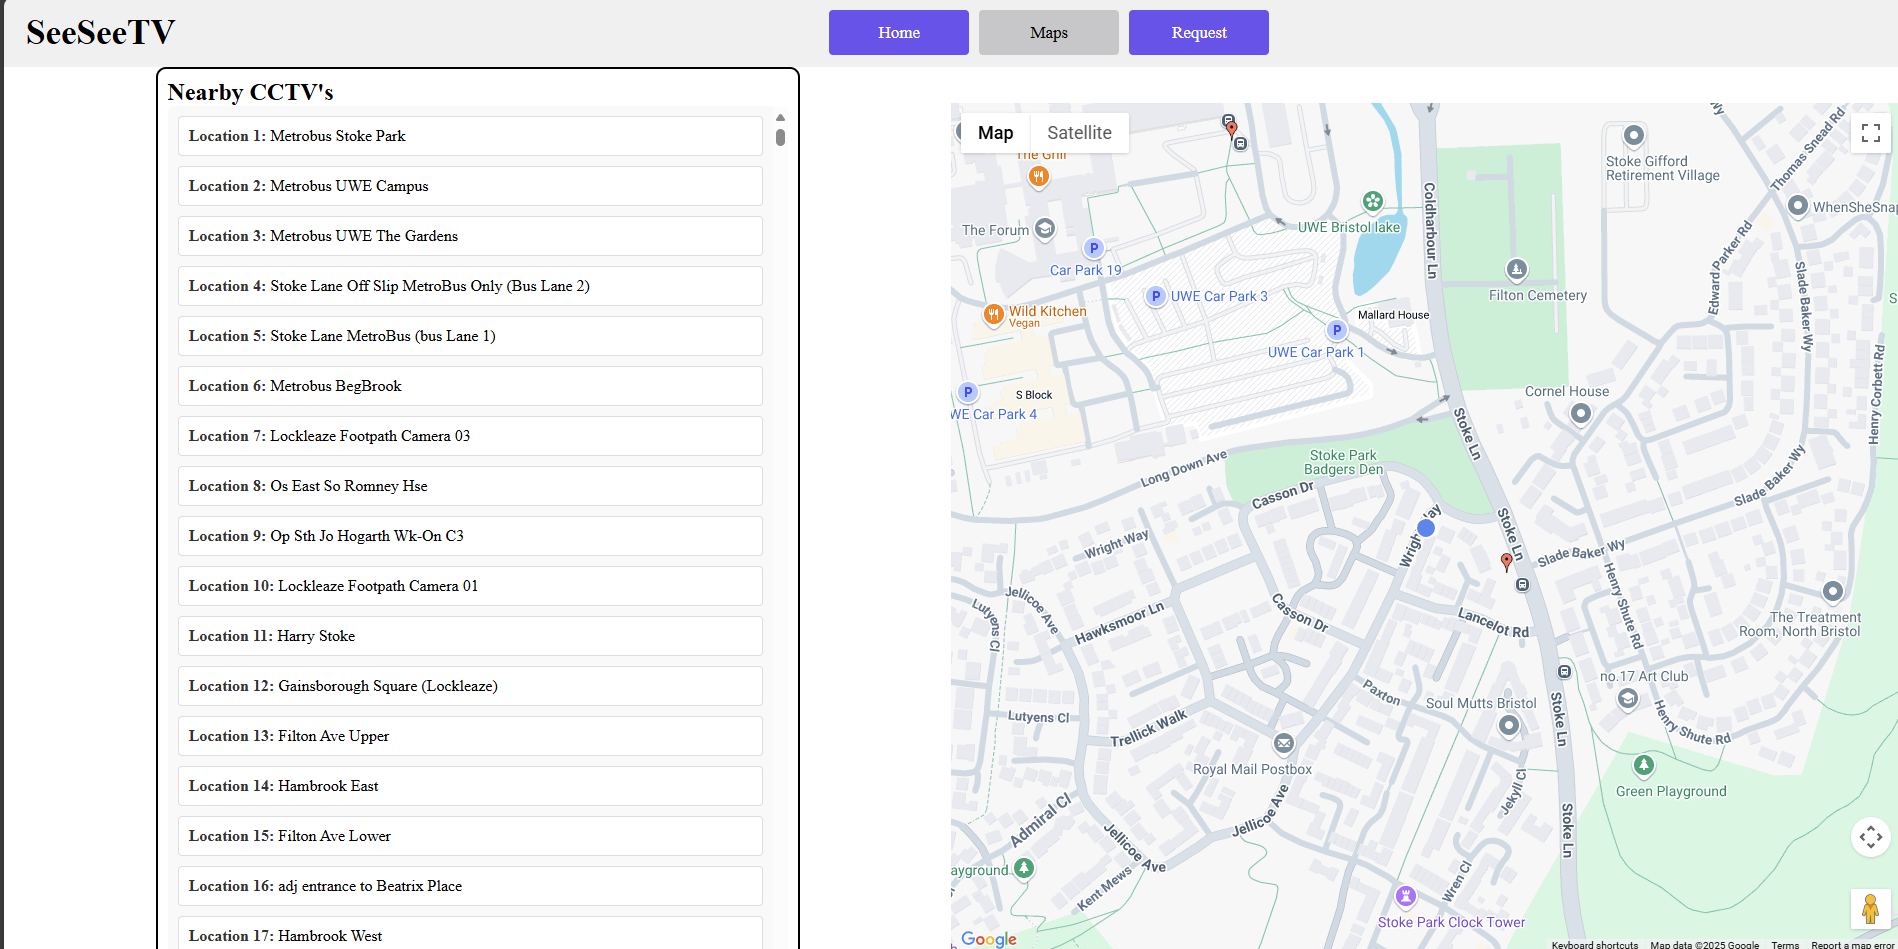 SeeSeeTV
Home
Maps
Request
Nearby CCTV's
Location 1: Metrobus Stoke Park
Location 2: Metrobus UWE Campus
Location 3: Metrobus UWE The Gardens
Location 4: Stoke Lane Off Slip MetroBus Only (Bus Lane 2)
Location 5: Stoke Lane MetroBus (bus Lane 1)
Location 6: Metrobus BegBrook
Location 7: Lockleaze Footpath Camera 03
Location 8: Os East So Romney Hse
Location 9: Op Sth Jo Hogarth Wk-On C3
Location 10: Lockleaze Footpath Camera 01
Location 11: Harry Stoke
Location 12: Gainsborough Square (Lockleaze)
Location 13: Filton Ave Upper
Location 14: Hambrook East
Location 15: Filton Ave Lower
Location 16: adj entrance to Beatrix Place
Location 17: Hambrook West
Map
Satellite
The Grill
The Forum
Car Park 19
UWE Car Park 3
Wild Kitchen
Vegan
UWE Car Park 1
Mallard House
UWE Bristol lake
Coldharbour Ln
Filton Cemetery
Stoke Gifford
Retirement Village
Thomas Snead Rd
WhenSheSnap
Edward Parker Rd
Slade Baker Wy
Henry Corbett Rd
S Block
WE Car Park 4
Cornel House
Stoke Ln
Stoke Park
Badgers Den
Long Down Ave
Casson Dr
Slade Baker Wy
Wright Way
Stoke Ln
Slade Baker Wy
Jellicoe Ave
Lutyens Cl
Hawksmoor Ln
Casson Dr
Lancelot Rd
Henry Shute Rd
The Treatment
Room, North Bristol
no.17 Art Club
Paxton
Soul Mutts Bristol
Lutyens Cl
Trellick Walk
Stoke Ln
Henry Shute Rd
Royal Mail Postbox
Green Playground
Jekyll Cl
Admiral Cl
Jellicoe Ave
Jellicoe Ave
Stoke Ln
ayground
Kent Mews
Wren Cl
Stoke Park Clock Tower
Google
Keyboard shortcuts
Map data ©2025 Google
Terms
Report a map error